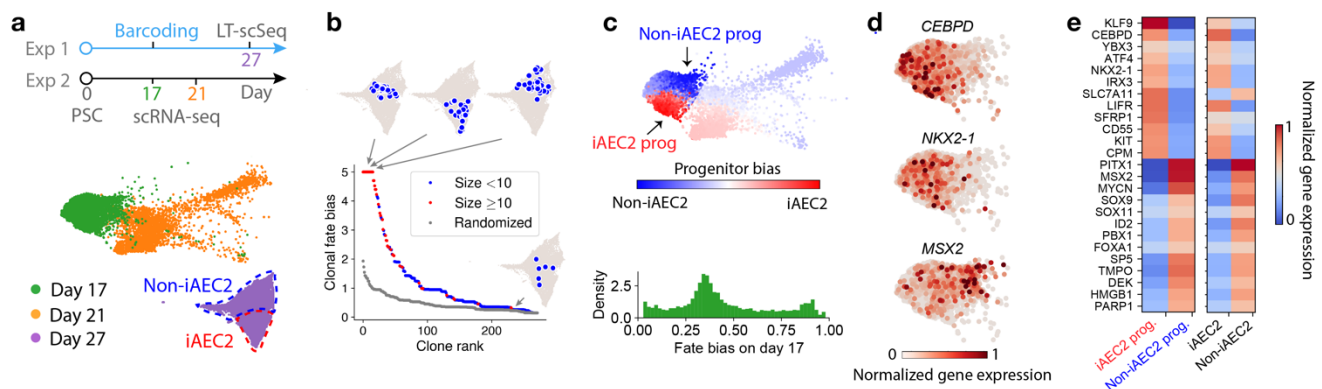 a
Barcoding
LT-scSeq
Exp 1
27
Exp 2
0
17
21
Day
PSC
scRNA-seq
Day 17
Day 21
Day 27
Non-iAEC2
iAEC2
b
Clonal fate bias
5
4
3
2
1
0
Size <10
Size ≥10
Randomized
0
100
200
Clone rank
c
Non-iAEC2 prog
iAEC2 prog
Progenitor bias
Non-iAEC2
iAEC2
Density
2.5
0.0
0.00
0.25
0.50
0.75
1.00
Fate bias on day 17
d
CEBPD
NKX2-1
MSX2
0
1
Normalized gene expression
e
KLF9
CEBPD
YBX3
ATF4
NKX2-1
IRX3
SLC7A11
LIFR
SFRP1
CD55
KIT
CPM
PITX1
MSX2
MYCN
SOX9
SOX11
ID2
PBX1
FOXA1
SP5
TMPO
DEK
HMGB1
PARP1
iAEC2 prog.
Non-iAEC2 prog.
iAEC2
Non-iAEC2
1
0
Normalized gene expression